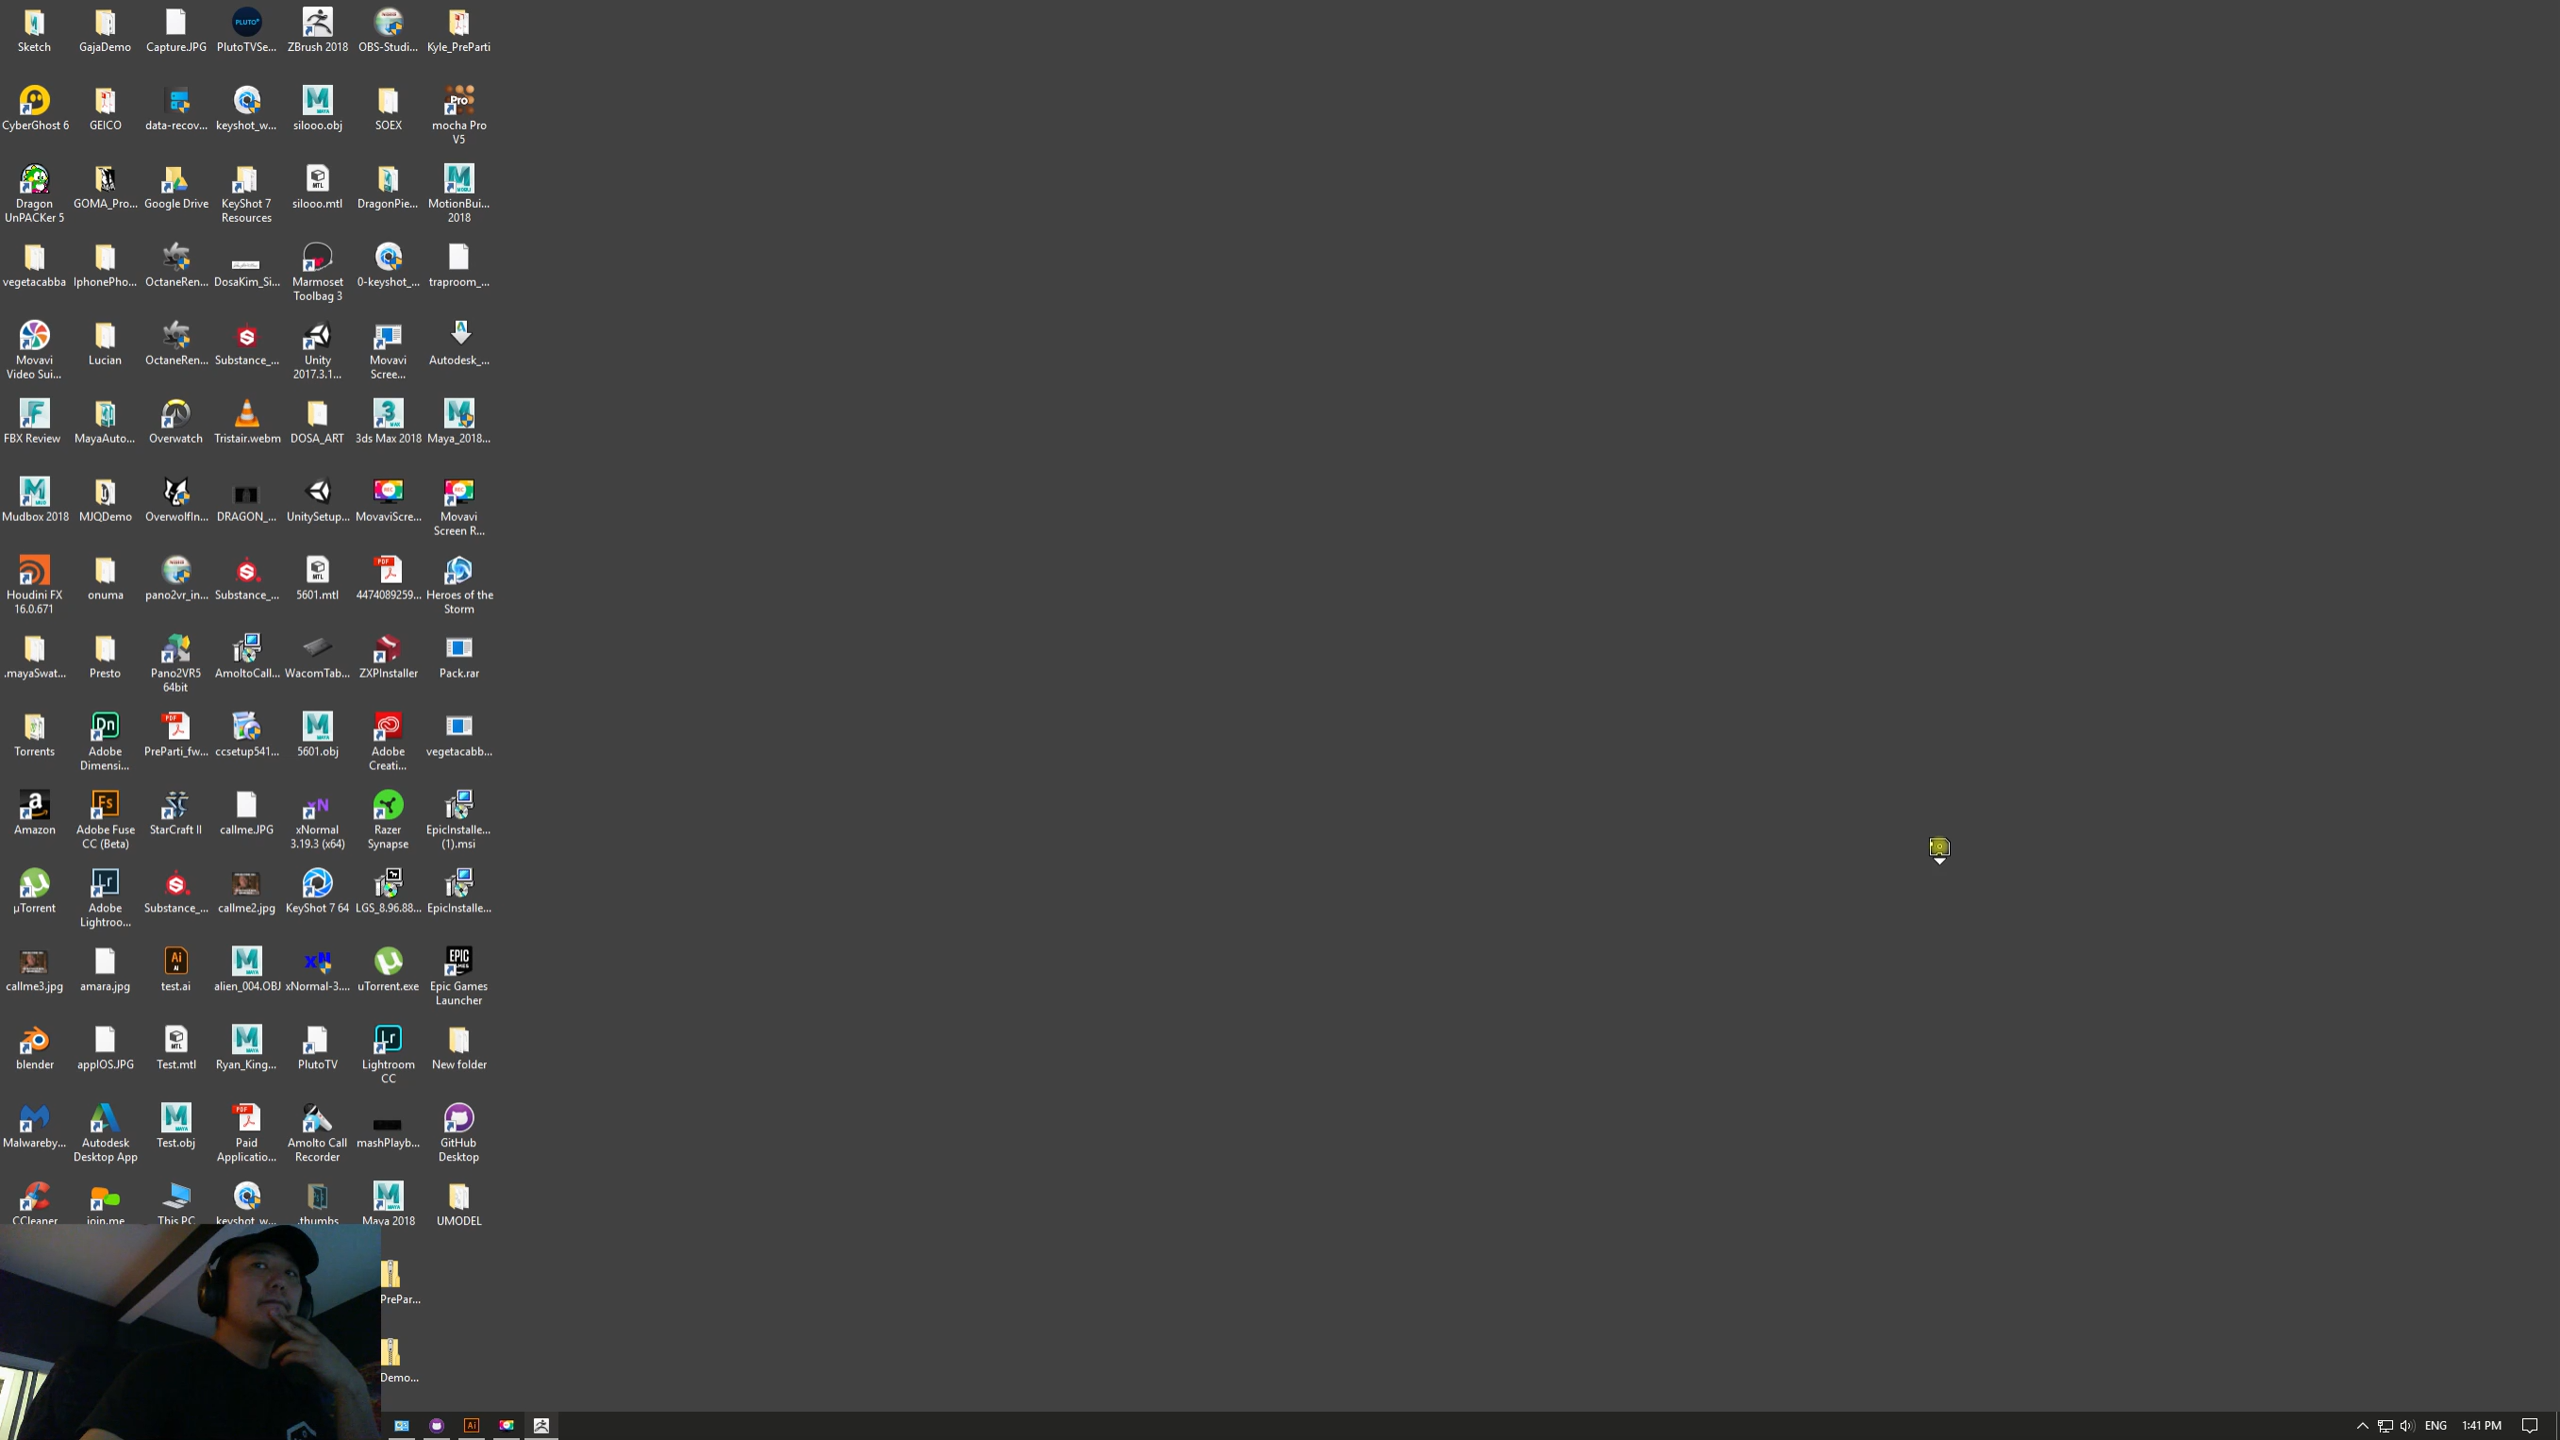 Sketch
GajaDemo
Capture.JPG
PlutoTVSe...
ZBrush 2018
OBS-Studi...
Kyle_PreParti
CyberGhost 6
GEICO
data-recov...
keyshot_w...
silooo.obj
SOEX
mocha Pro
V5
Dragon
UnPACKer 5
GOMA_Pro...
Google Drive
KeyShot 7
Resources
silooo.mtl
DragonPie...
MotionBui...
2018
vegetacabba
IphonePho...
OctaneRen...
DosaKim_Si...
Marmoset
Toolbag 3
0-keyshot_...
traproom_...
Movavi
Video Sui...
Lucian
OctaneRen...
Substance_...
Unity
2017.3.1...
Movavi
Scree...
Autodesk_...
FBX Review
MayaAuto...
Overwatch
Tristair.webm
DOSA_ART
3ds Max 2018
Maya_2018...
Mudbox 2018
MJQDemo
OverwolfIn...
DRAGON_...
UnitySetup...
MovaviScre...
Movavi
Screen R...
Houdini FX
16.0.671
onuma
pano2vr_in...
Substance_...
5601.mtl
4474089259...
Heroes of the
Storm
.mayaSwat...
Presto
Pano2VR5
64bit
AmoltoCall...
WacomTab...
ZXPInstaller
Pack.rar
Torrents
Adobe
Dimensi...
PreParti_fw...
ccsetup541...
5601.obj
Adobe
Creati...
vegetacabb...
Amazon
Adobe Fuse
CC (Beta)
StarCraft II
callme.JPG
xNormal
3.19.3 (x64)
Razer
Synapse
EpicInstalle...
(1).msi
µTorrent
Adobe
Lightroo...
Substance_...
callme2.jpg
KeyShot 7 64
LGS_8.96.88...
EpicInstalle...
callme3.jpg
amara.jpg
test.ai
alien_004.OBJ
xNormal-3....
uTorrent.exe
Epic Games
Launcher
blender
appIOS.JPG
Test.mtl
Ryan_King...
PlutoTV
Lightroom
CC
New folder
Malwareby...
Autodesk
Desktop App
Test.obj
Paid
Applicatio...
Amolto Call
Recorder
mashPlayb...
GitHub
Desktop
CCleaner
join.me
This PC
keyshot_w...
.thumbs
Maya 2018
UMODEL
PrePar...
Demo...
ENG
1:41 PM